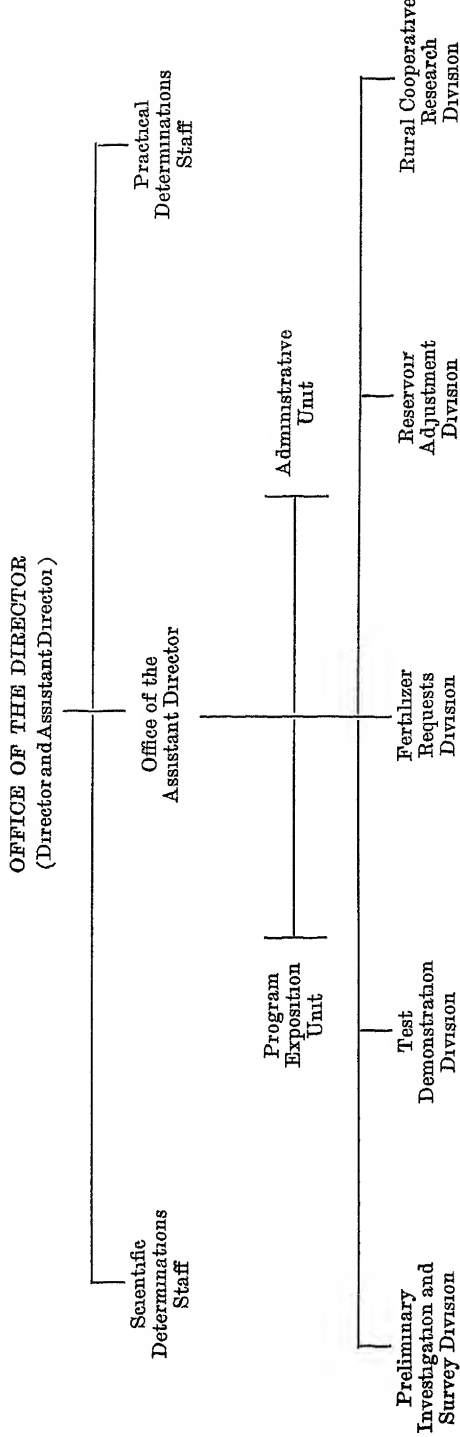 OFFICE OF THE DIRECTOR
(Director and Assistant Director)
Scientific
Determinations
Staff
Office of the
Assistant Director
Practical
Determinations
Staff
Program
Exposition
Unit
Administrative
Unit
Preliminary
Investigation and
Survey Division
Test
Demonstration
Division
Fertilizer
Requests
Division
Reservoir
Adjustment
Division
Rural Cooperative
Research
Division